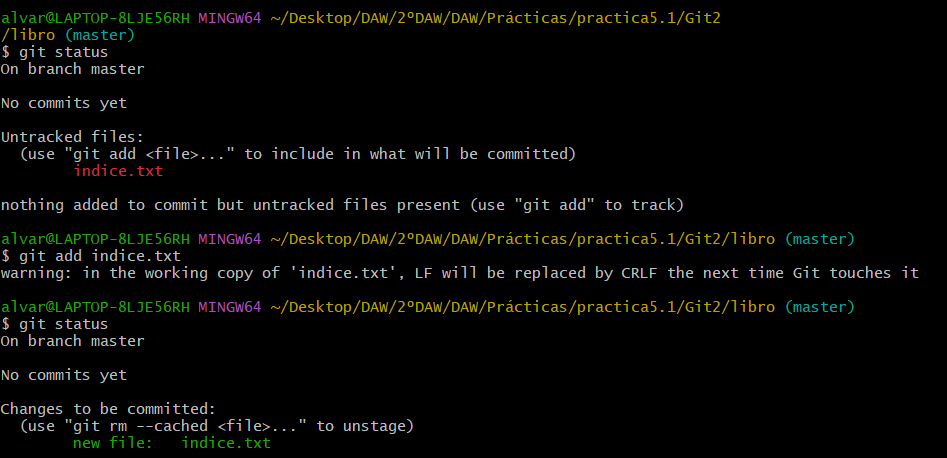 alvar@LAPTOP-8LJE56RH MINGW64 ~/Desktop/DAW/2ºDAW/DAW/Prácticas/practica5.1/Git2
/libro (master)
$ git status
On branch master
No commits yet
Untracked files:
  (use "git add <file>..." to include in what will be committed)
        indice.txt
nothing added to commit but untracked files present (use "git add" to track)
alvar@LAPTOP-8LJE56RH MINGW64 ~/Desktop/DAW/2ºDAW/DAW/Prácticas/practica5.1/Git2/libro (master)
$ git add indice.txt
warning: in the working copy of 'indice.txt', LF will be replaced by CRLF the next time Git touches it
alvar@LAPTOP-8LJE56RH MINGW64 ~/Desktop/DAW/2ºDAW/DAW/Prácticas/practica5.1/Git2/libro (master)
$ git status
On branch master
No commits yet
Changes to be committed:
  (use "git rm --cached <file>..." to unstage)
        new file:   indice.txt